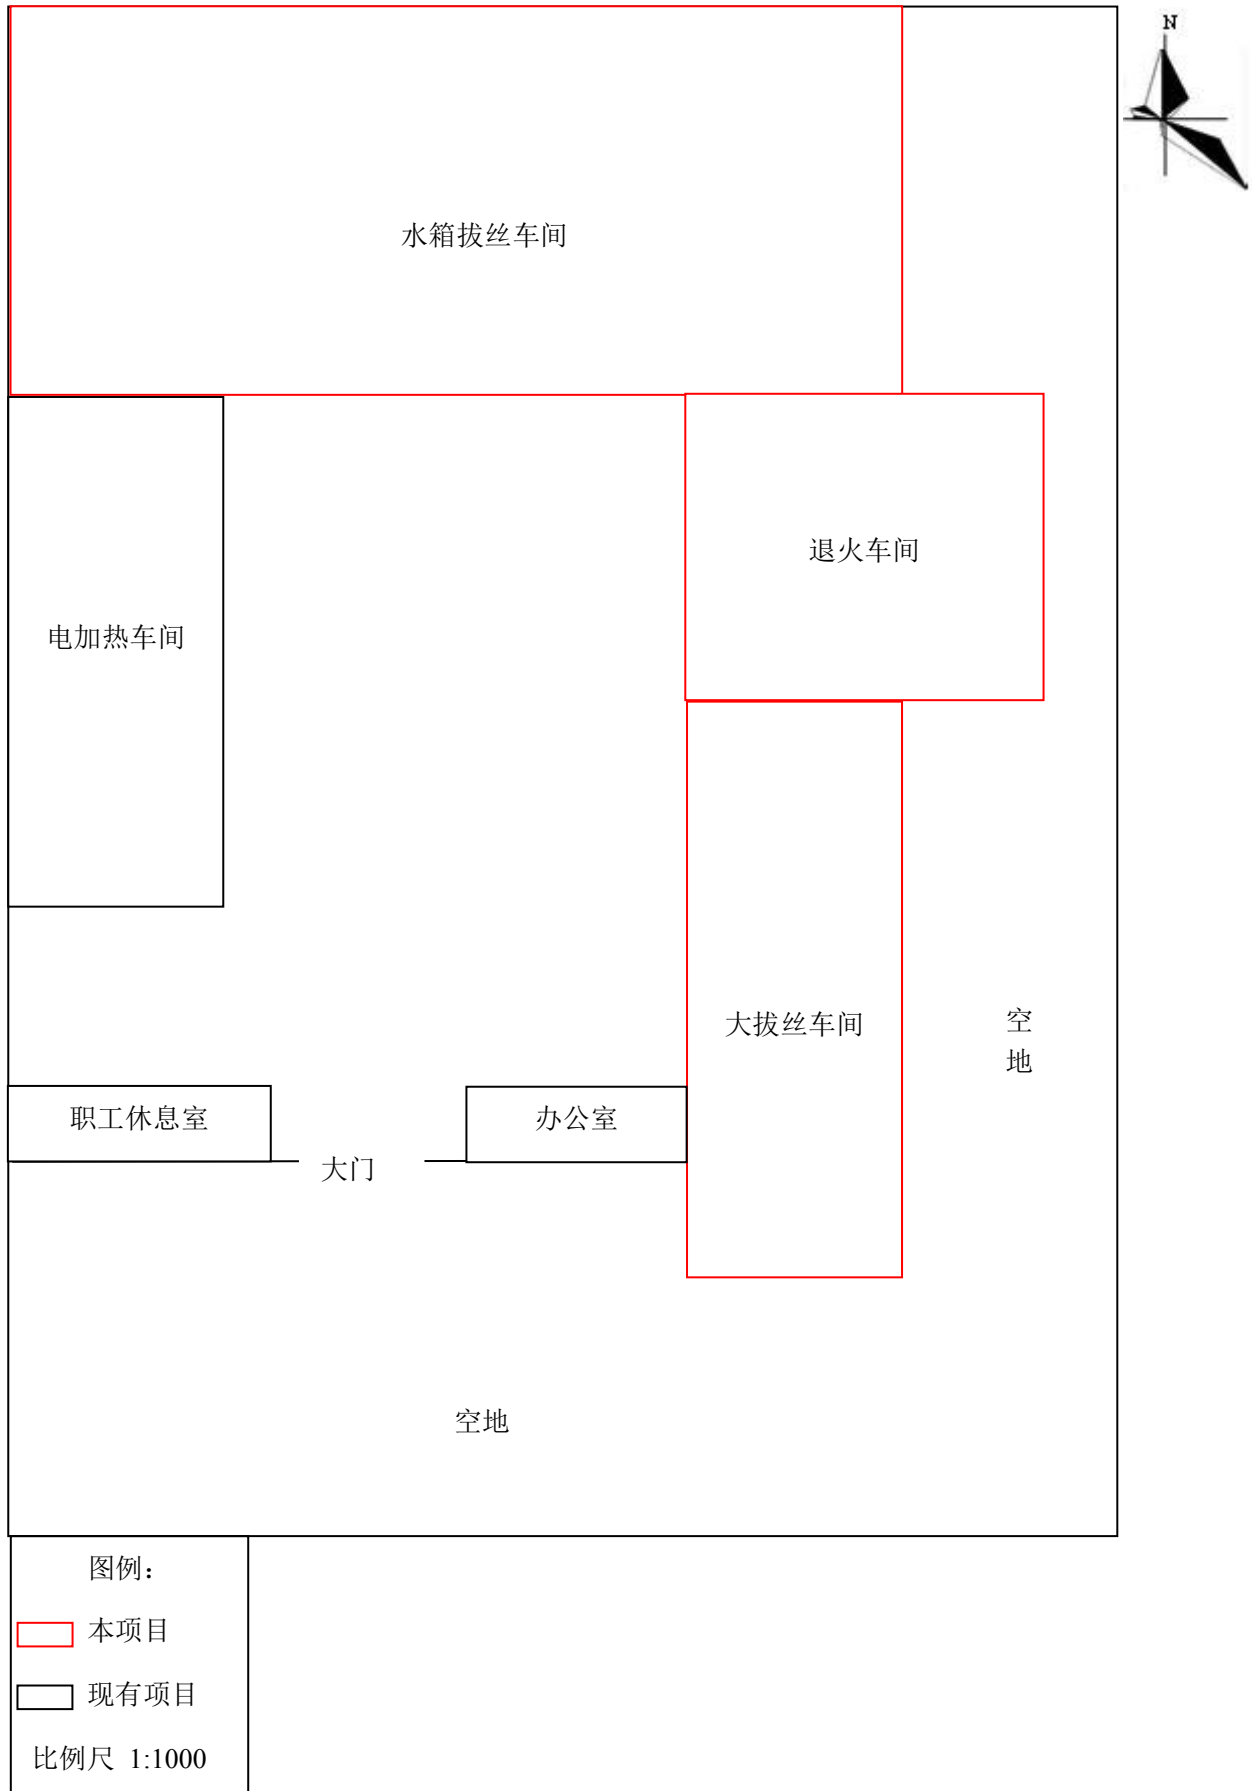 N
水箱拔丝车间
退火车间
电加热车间
大拔丝车间
空
地
职工休息室
办公室
大门
空地
图例：
本项目
现有项目
比例尺 1:1000